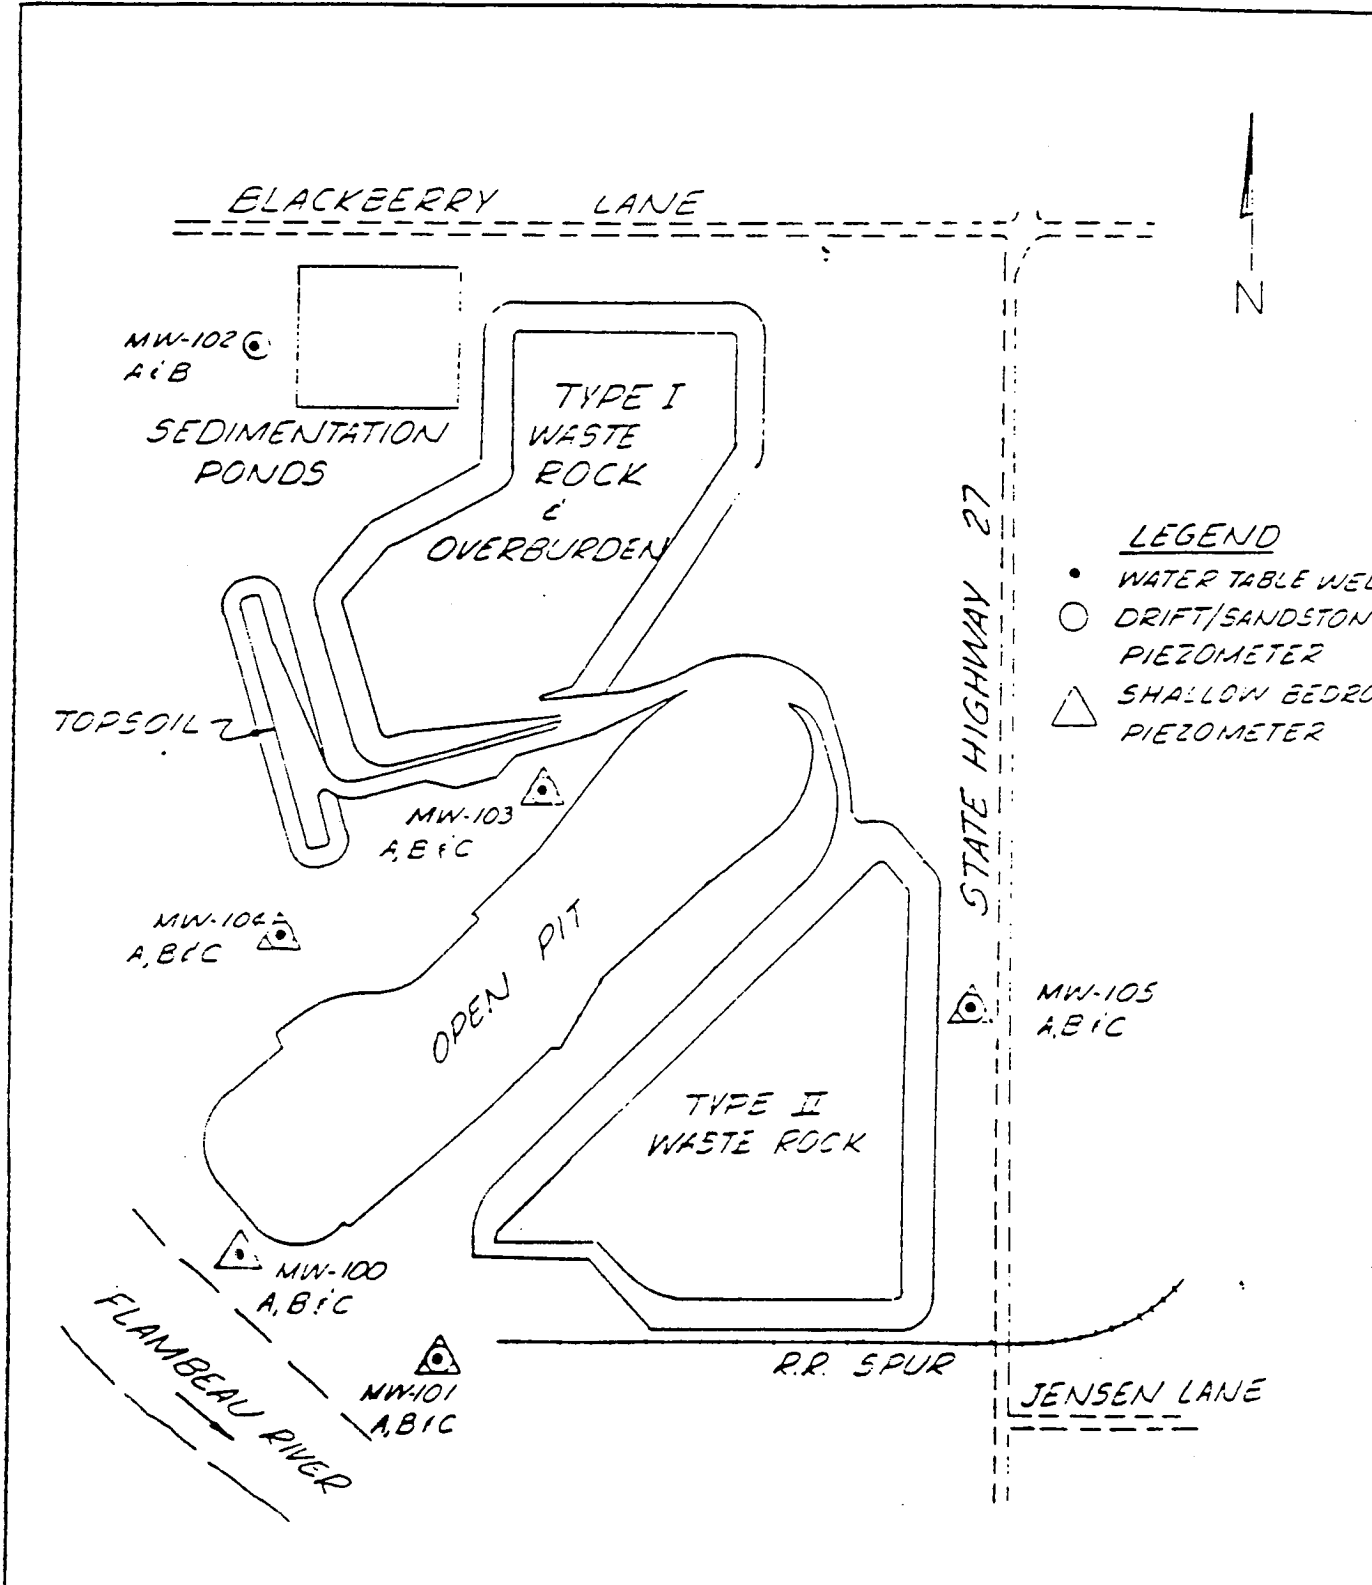 BLACKBERRY LANE
N
MW-102
A & B
SEDIMENTATION
PONDS
TYPE I
WASTE
ROCK
&
OVERBURDEN
STATE HIGHWAY 27
LEGEND
WATER TABLE WEL
DRIFT/SANDSTON
PIEZOMETER
SHALLOW BEDRO
PIEZOMETER
TOPSOIL
MW-103
A, B & C
MW-104
A, B & C
OPEN PIT
MW-105
A, B & C
TYPE II
WASTE ROCK
MW-100
A, B & C
FLAMBEAU RIVER
MW-101
A, B & C
R.R. SPUR
JENSEN LANE